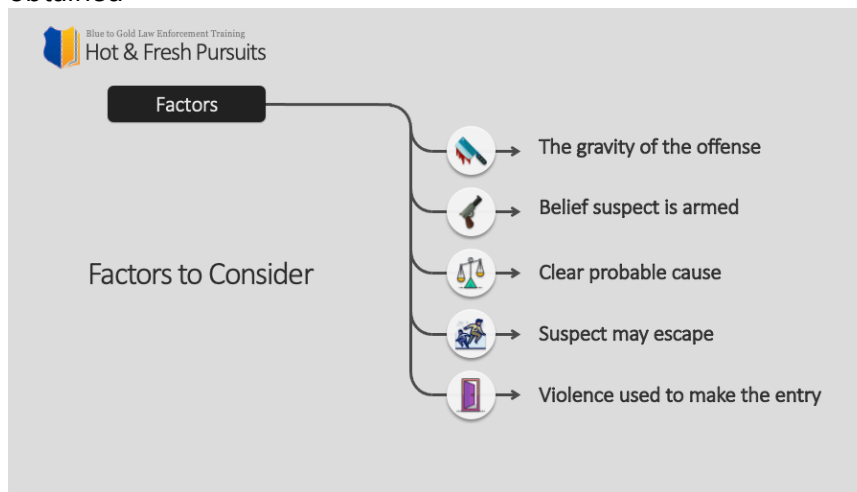 Blue to Gold Law Enforcement Training
Hot & Fresh Pursuits
Factors
Factors to Consider
The gravity of the offense
Belief suspect is armed
Clear probable cause
Suspect may escape
Violence used to make the entry